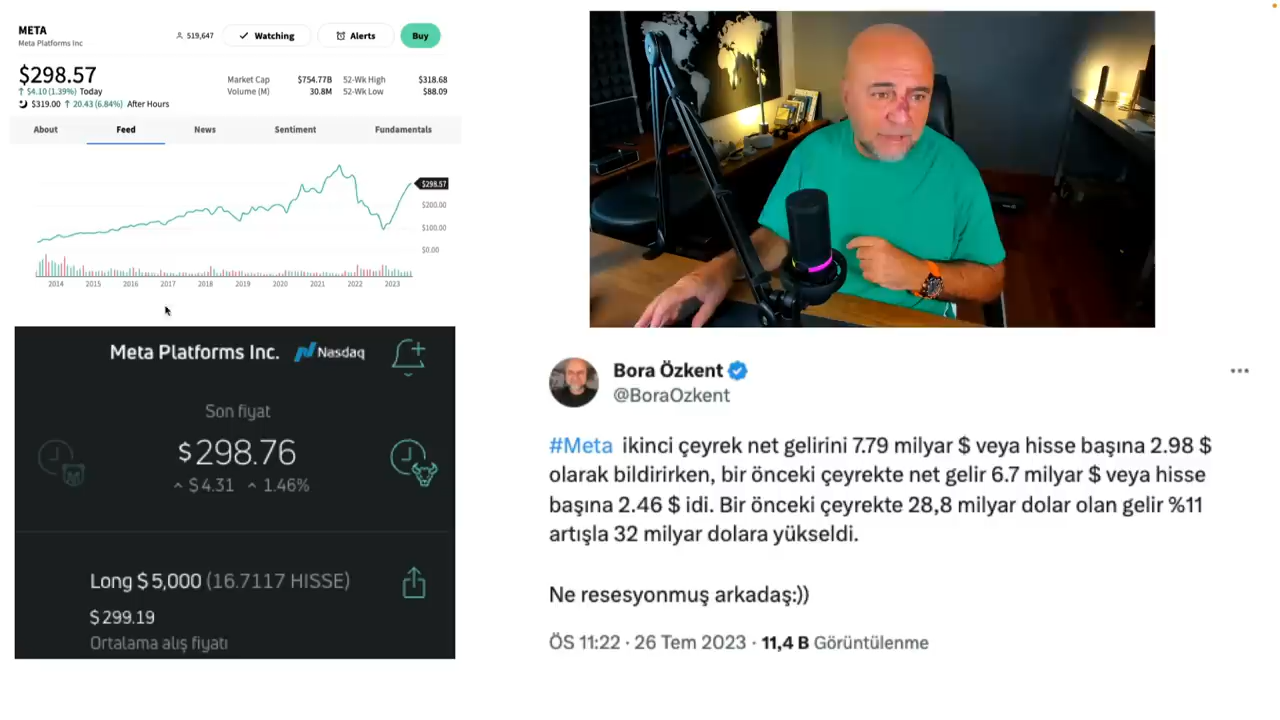 META
Meta Platforms Inc
519,647
Watching
Alerts
Buy
$298.57
↑ $4.10 (1.39%) Today
$319.00 ↑ 20.43 (6.84%) After Hours
Market Cap $754.77B 52-Wk High $318.68
Volume (M) 30.8M 52-Wk Low $88.09
About Feed News Sentiment Fundamentals
$298.57
$200.00
$100.00
$0.00
2014 2015 2016 2017 2018 2019 2020 2021 2022 2023
Meta Platforms Inc. Nasdaq
Son fiyat
$298.76
$4.31 1.46%
Long $5,000 (16.7117 HISSE)
$299.19
Ortalama alış fiyatı
Bora Özkent
@BoraOzkent
#Meta ikinci çeyrek net gelirini 7.79 milyar $ veya hisse başına 2.98 $
olarak bildirirken, bir önceki çeyrekte net gelir 6.7 milyar $ veya hisse
başına 2.46 $ idi. Bir önceki çeyrekte 28,8 milyar dolar olan gelir %11
artışla 32 milyar dolara yükseldi.
Ne resesyonmuş arkadaş:))
ÖS 11:22 · 26 Tem 2023 · 11,4 B Görüntülenme